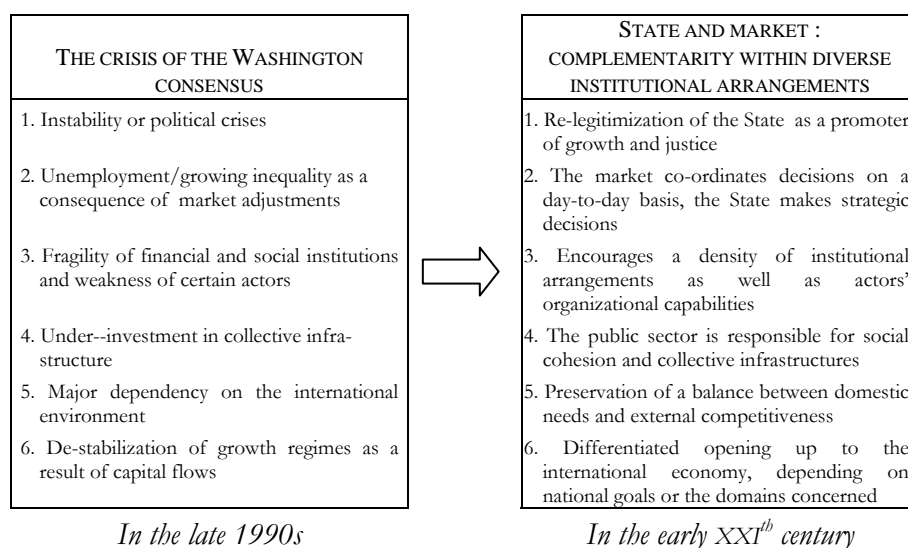 THE CRISIS OF THE WASHINGTON
CONSENSUS
1. Instability or political crises
2. Unemployment/growing inequality as a
consequence of market adjustments
3. Fragility of financial and social institutions
and weakness of certain actors
4. Under--investment in collective infra-
structure
5. Major dependency on the international
environment
6. De-stabilization of growth regimes as a
result of capital flows
In the late 1990s
STATE AND MARKET :
COMPLEMENTARITY WITHIN DIVERSE
INSTITUTIONAL ARRANGEMENTS
1. Re-legitimization of the State as a promoter
of growth and justice
2. The market co-ordinates decisions on a
day-to-day basis, the State makes strategic
decisions
3. Encourages a density of institutional
arrangements as well as actors'
organizational capabilities
4. The public sector is responsible for social
cohesion and collective infrastructures
5. Preservation of a balance between domestic
needs and external competitiveness
6. Differentiated opening up to the
international economy, depending on
national goals or the domains concerned
In the early XXIth century